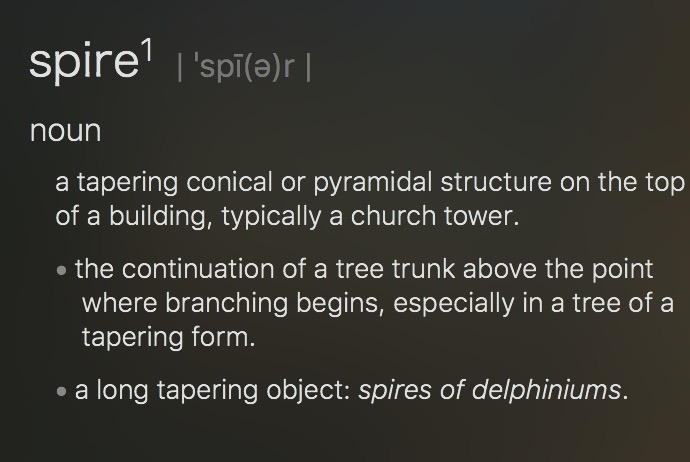 spire¹ | ˈspī(ə)r |
noun
a tapering conical or pyramidal structure on the top
of a building, typically a church tower.
• the continuation of a tree trunk above the point
where branching begins, especially in a tree of a
tapering form.
• a long tapering object: spires of delphiniums.